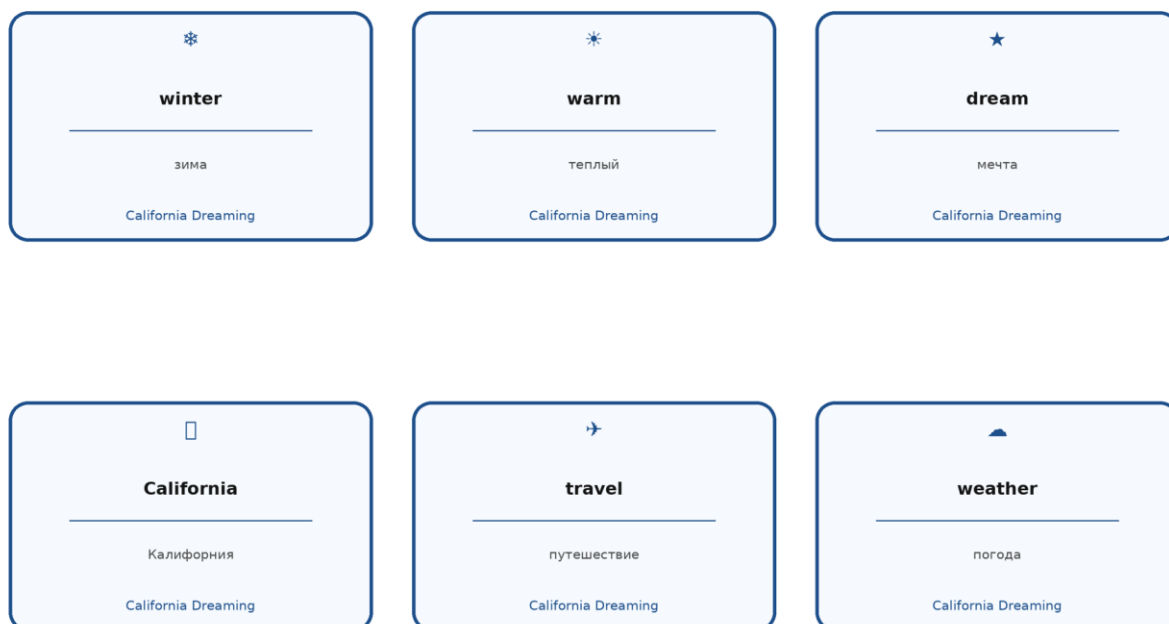 winter
warm
dream
зима
теплый
мечта
California Dreaming
California Dreaming
California Dreaming
California
travel
weather
Калифорния
путешествие
погода
California Dreaming
California Dreaming
California Dreaming